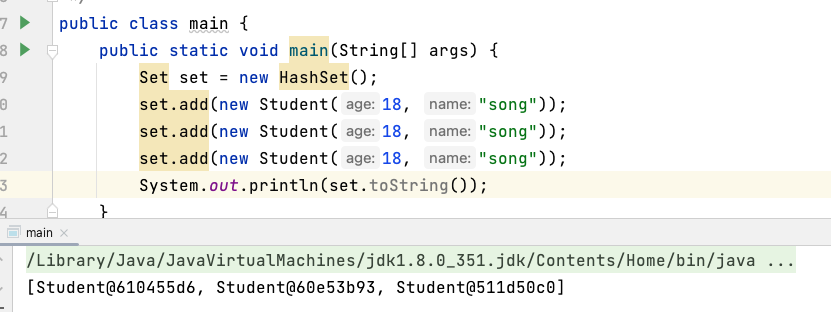 7 public class main {
8 public static void main(String[] args) {
9 Set set = new HashSet();
0 set.add(new Student( age: 18, name: "song"));
1 set.add(new Student( age: 18, name: "song"));
2 set.add(new Student( age: 18, name: "song"));
3 System.out.println(set.toString());
4 }
main ×
/Library/Java/JavaVirtualMachines/jdk1.8.0_351.jdk/Contents/Home/bin/java ...
[Student@610455d6, Student@60e53b93, Student@511d50c0]